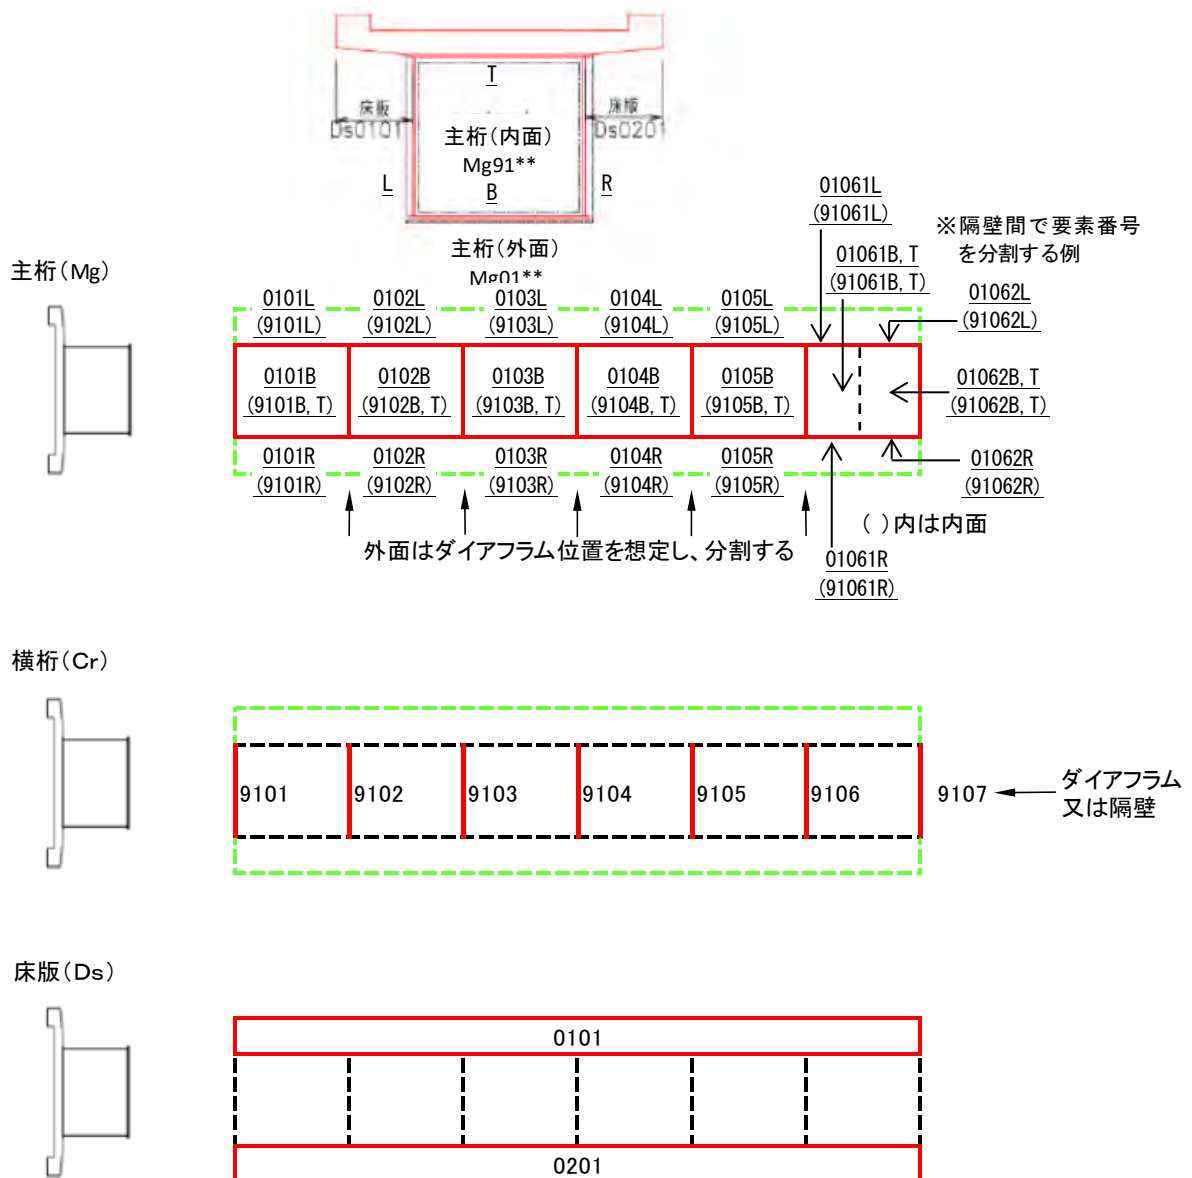 T
床版
Ds0101
床版
Ds0201
主桁(内面)
Mg91**
B
L
R
主桁(外面)
Mg01**
主桁(Mg)
01061L
(91061L)
01061B, T
(91061B, T)
※隔壁間で要素番号
を分割する例
01062L
(91062L)
0101L
(9101L)
0102L
(9102L)
0103L
(9103L)
0104L
(9104L)
0105L
(9105L)
0101B
(9101B, T)
0102B
(9102B, T)
0103B
(9103B, T)
0104B
(9104B, T)
0105B
(9105B, T)
01062B, T
(91062B, T)
0101R
(9101R)
0102R
(9102R)
0103R
(9103R)
0104R
(9104R)
0105R
(9105R)
01062R
(91062R)
( )内は内面
外面はダイアフラム位置を想定し、分割する
01061R
(91061R)
横桁(Cr)
9101
9102
9103
9104
9105
9106
9107
ダイアフラム
又は隔壁
床版(Ds)
0101
0201